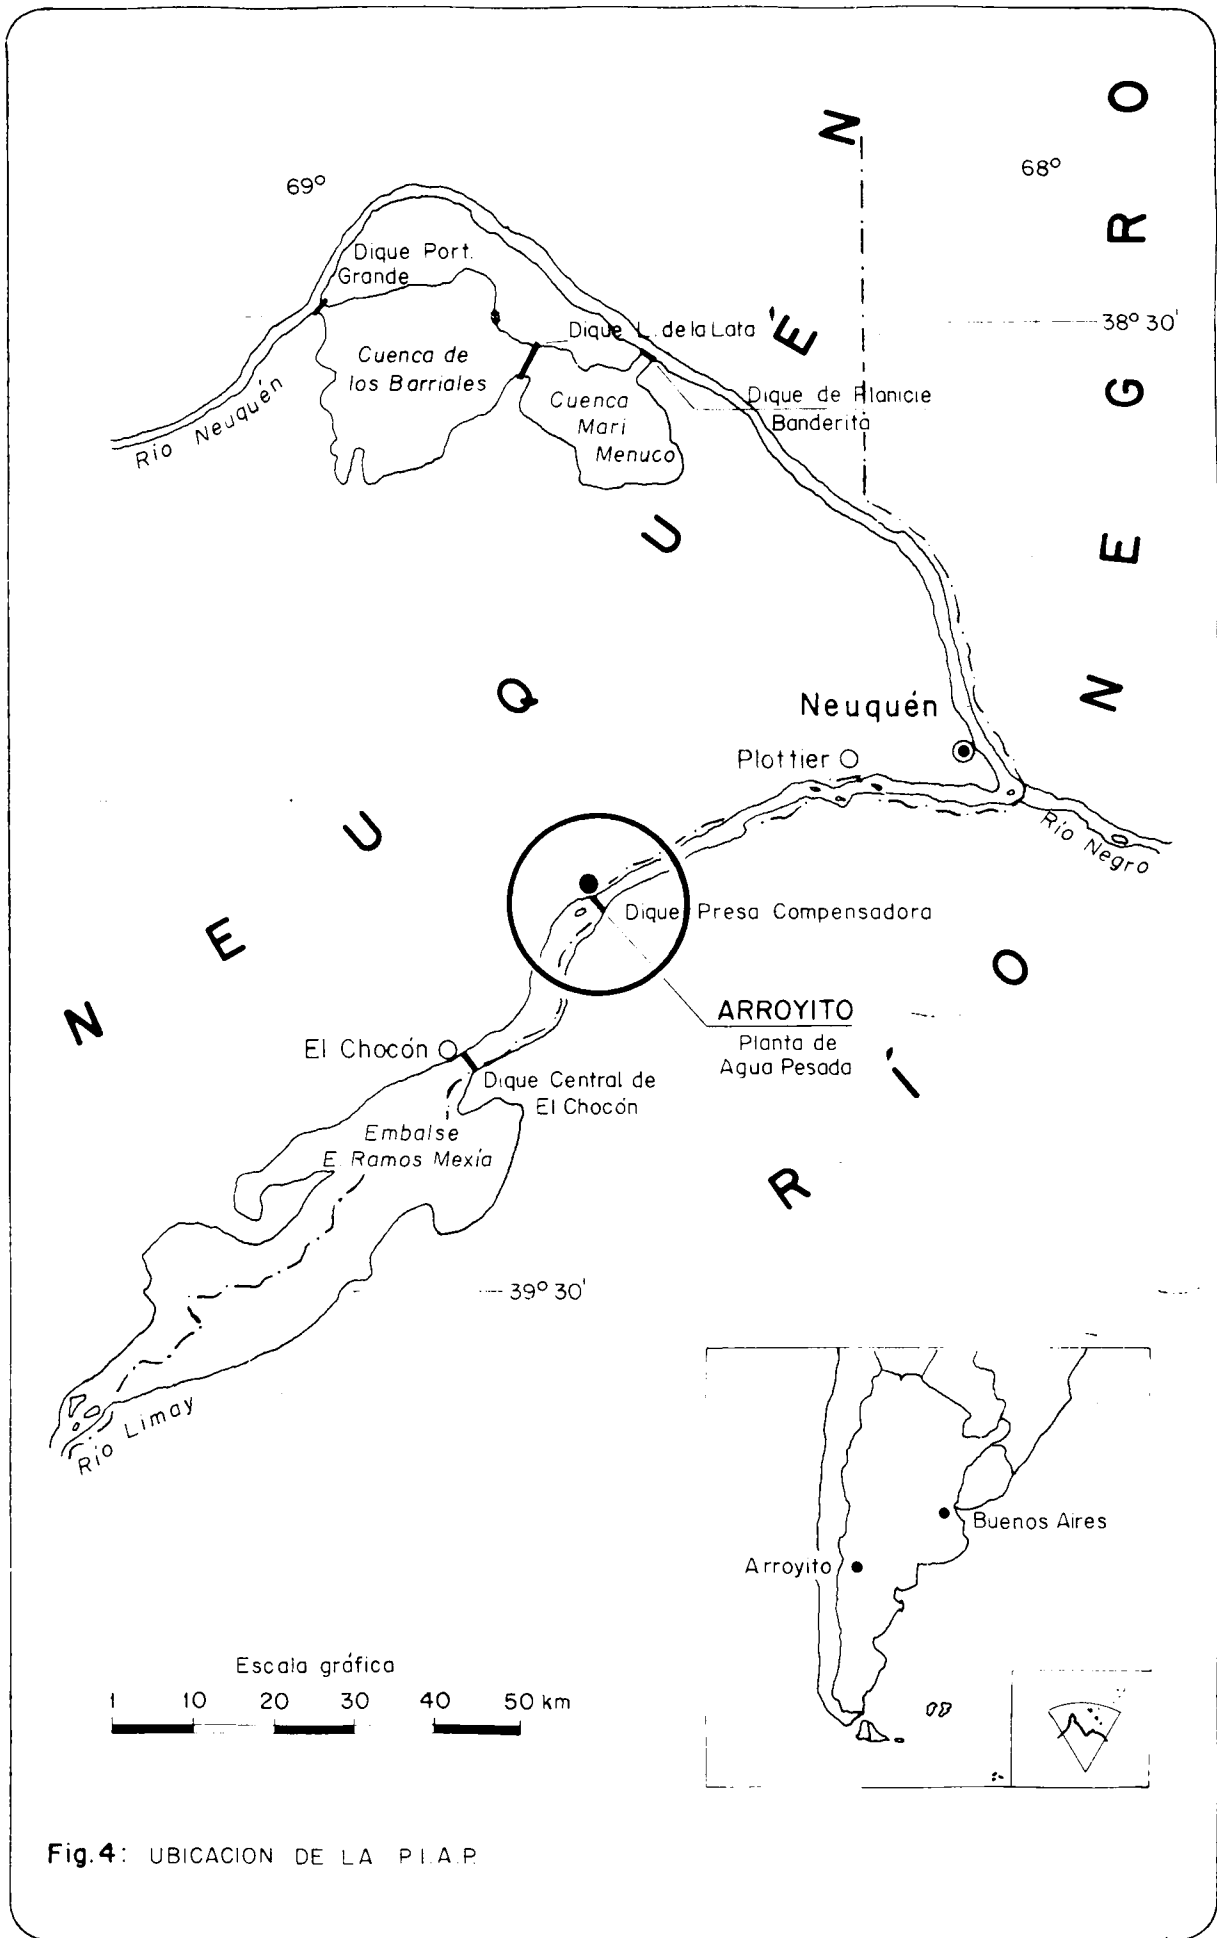 69°
68°
Dique Port.
Grande
38° 30'
Dique L. de la Lata
Cuenca de
los Barriales
Dique de Planicie
Banderita
Cuenca
Mari
Menuco
Río Neuquén
NEUQUÉN
RÍO NEGRO
Neuquén
Plottier
Río Negro
Dique Presa Compensadora
ARROYITO
Planta de
Agua Pesada
El Chocón
Dique Central de
El Chocón
Embalse
E. Ramos Mexía
39° 30'
Río Limay
Buenos Aires
Arroyito
Escala gráfica
1 10 20 30 40 50 km
Fig.4: UBICACION DE LA P.I.A.P.